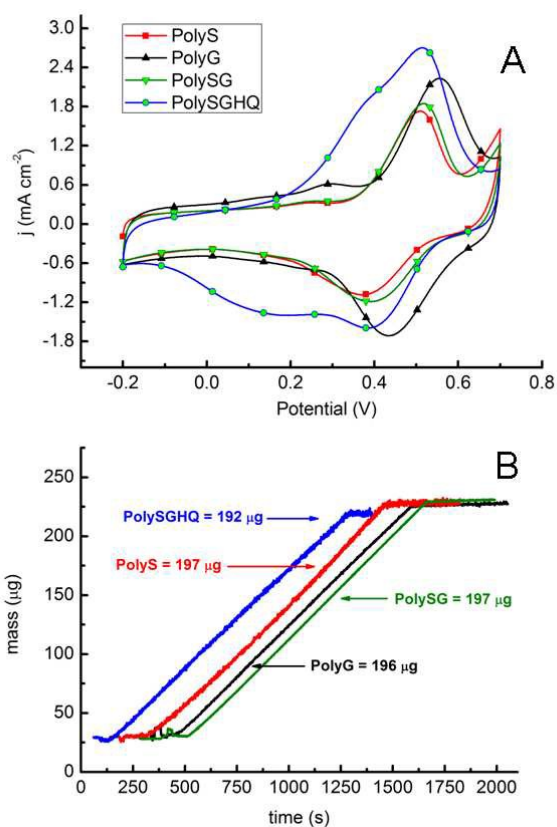 A
PolyS
PolyG
PolySG
PolySGHQ
j (mA cm⁻²)
3.0
2.4
1.8
1.2
0.6
0.0
-0.6
-1.2
-1.8
-0.2 0.0 0.2 0.4 0.6 0.8
Potential (V)
B
mass (µg)
250
200
150
100
50
0
PolySGHQ = 192 µg
PolyS = 197 µg
PolySG = 197 µg
PolyG = 196 µg
0 250 500 750 1000 1250 1500 1750 2000
time (s)